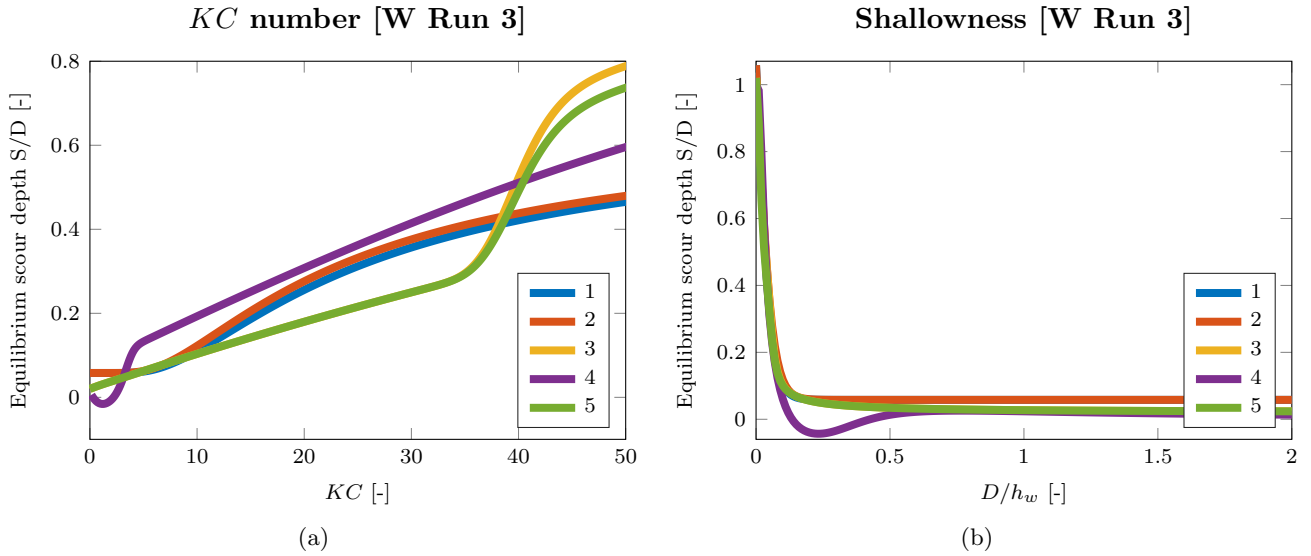 KC number [W Run 3]
Equilibrium scour depth S/D [-]
0.8
0.6
0.4
0.2
0
0 10 20 30 40 50
KC [-]
1
2
3
4
5
(a)
Shallowness [W Run 3]
Equilibrium scour depth S/D [-]
1
0.8
0.6
0.4
0.2
0
0 0.5 1 1.5 2
D/h_w [-]
1
2
3
4
5
(b)